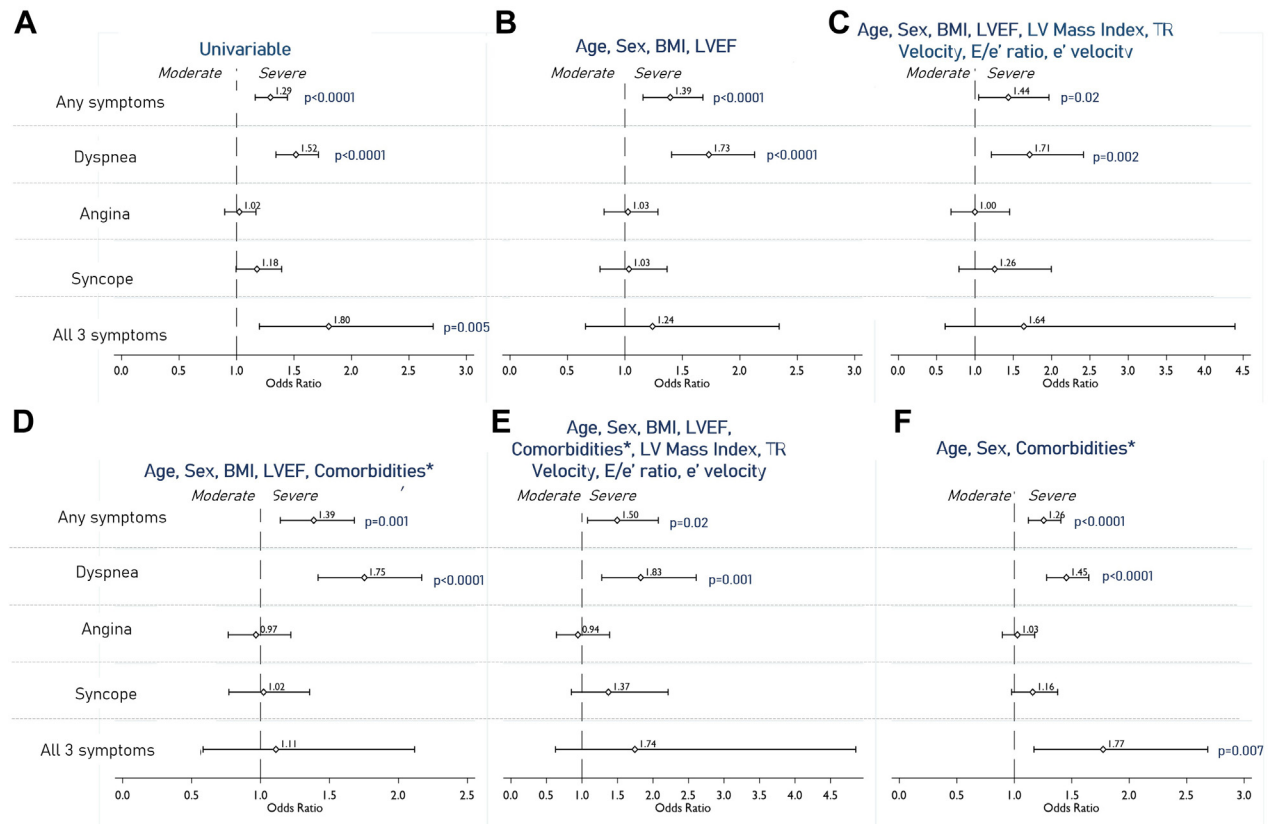 A
Univariable
Moderate Severe
Any symptoms 1.29 p<0.0001
Dyspnea 1.52 p<0.0001
Angina 1.02
Syncope 1.18
All 3 symptoms 1.80 p=0.005
0.0 0.5 1.0 1.5 2.0 2.5 3.0
Odds Ratio
B
Age, Sex, BMI, LVEF
Moderate Severe
1.39 p<0.0001
1.73 p<0.0001
1.03
1.03
1.24
0.0 0.5 1.0 1.5 2.0 2.5 3.0
Odds Ratio
C
Age, Sex, BMI, LVEF, LV Mass Index, TR
Velocity, E/e' ratio, e' velocity
Moderate Severe
1.44 p=0.02
1.71 p=0.002
1.00
1.26
1.64
0.0 0.5 1.0 1.5 2.0 2.5 3.0 3.5 4.0 4.5
Odds Ratio
D
Age, Sex, BMI, LVEF, Comorbidities*
Moderate Severe
Any symptoms 1.39 p=0.001
Dyspnea 1.75 p<0.0001
Angina 0.97
Syncope 1.02
All 3 symptoms 1.11
0.0 0.5 1.0 1.5 2.0 2.5
Odds Ratio
E
Age, Sex, BMI, LVEF,
Comorbidities*, LV Mass Index, TR
Velocity, E/e' ratio, e' velocity
Moderate Severe
1.50 p=0.02
1.83 p=0.001
0.94
1.37
1.74
0.0 0.5 1.0 1.5 2.0 2.5 3.0 3.5 4.0 4.5
Odds Ratio
F
Age, Sex, Comorbidities*
Moderate Severe
1.26 p<0.0001
1.45 p<0.0001
1.03
1.16
1.77 p=0.007
0.0 0.5 1.0 1.5 2.0 2.5 3.0
Odds Ratio